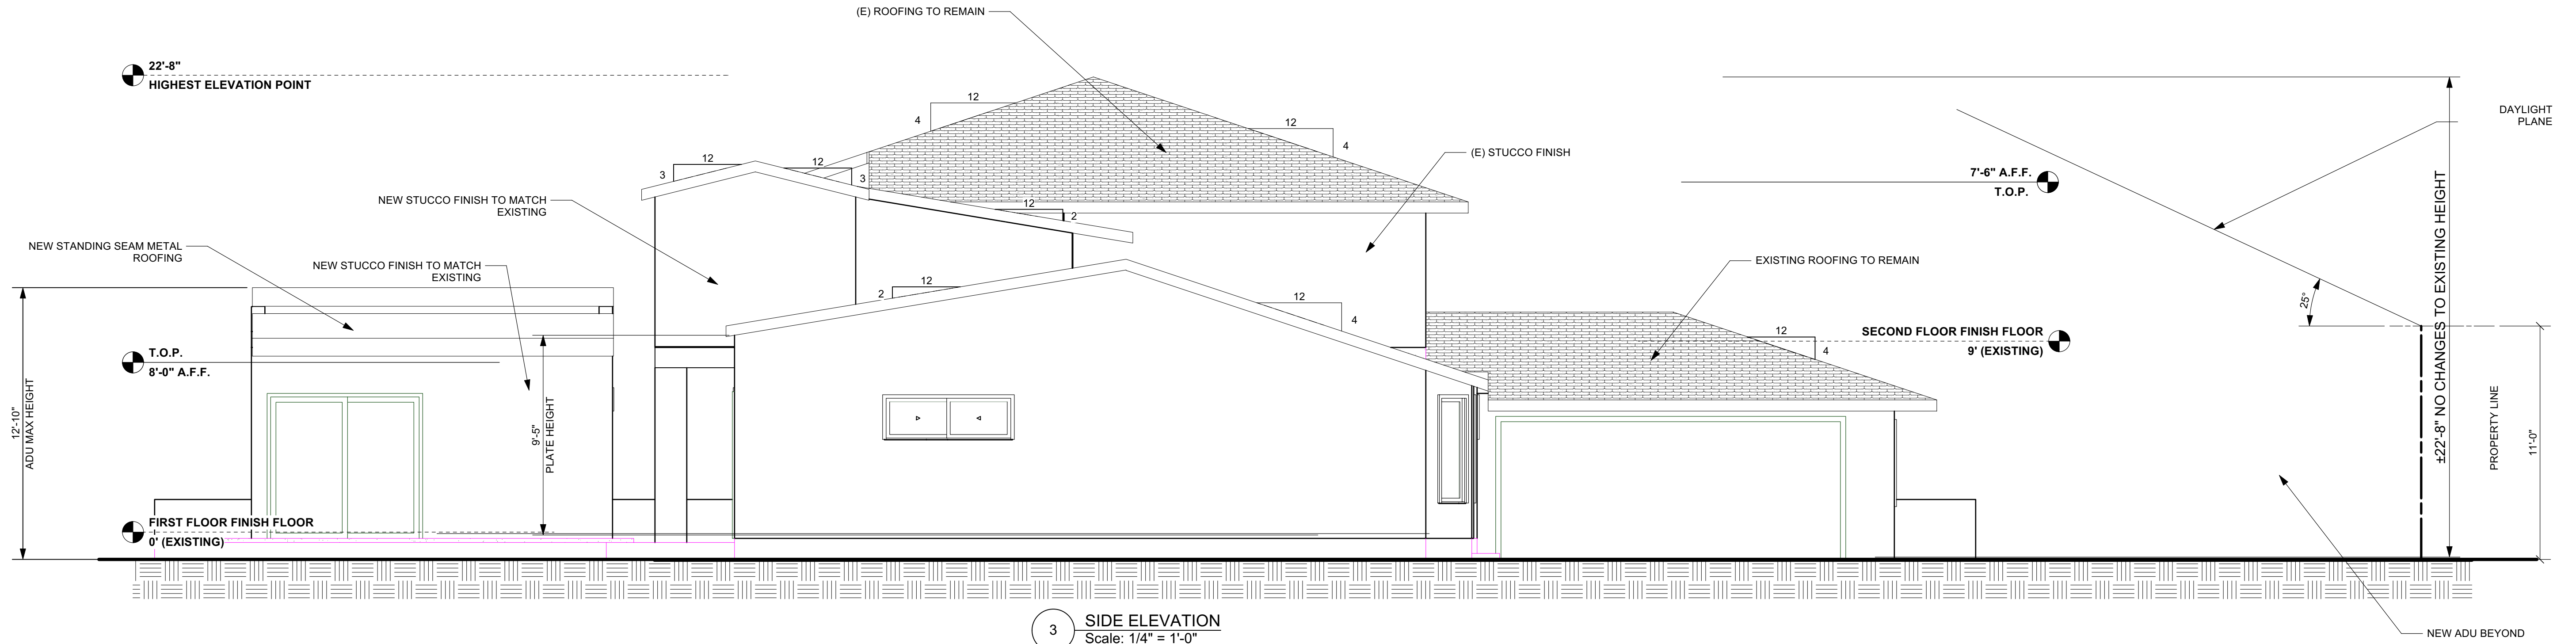 (E) ROOFING TO REMAIN
22'-8"
HIGHEST ELEVATION POINT
DAYLIGHT
PLANE
12
4
12
4
(E) STUCCO FINISH
12
3
12
3
7'-6" A.F.F.
T.O.P.
NEW STUCCO FINISH TO MATCH
EXISTING
12
2
NEW STANDING SEAM METAL
ROOFING
NEW STUCCO FINISH TO MATCH
EXISTING
EXISTING ROOFING TO REMAIN
12
2
12
4
25°
±22'-8" NO CHANGES TO EXISTING HEIGHT
SECOND FLOOR FINISH FLOOR
9' (EXISTING)
12
4
T.O.P.
8'-0" A.F.F.
12'-10"
ADU MAX HEIGHT
9'-5"
PLATE HEIGHT
PROPERTY LINE
11'-0"
FIRST FLOOR FINISH FLOOR
0' (EXISTING)
3
SIDE ELEVATION
Scale: 1/4" = 1'-0"
NEW ADU BEYOND